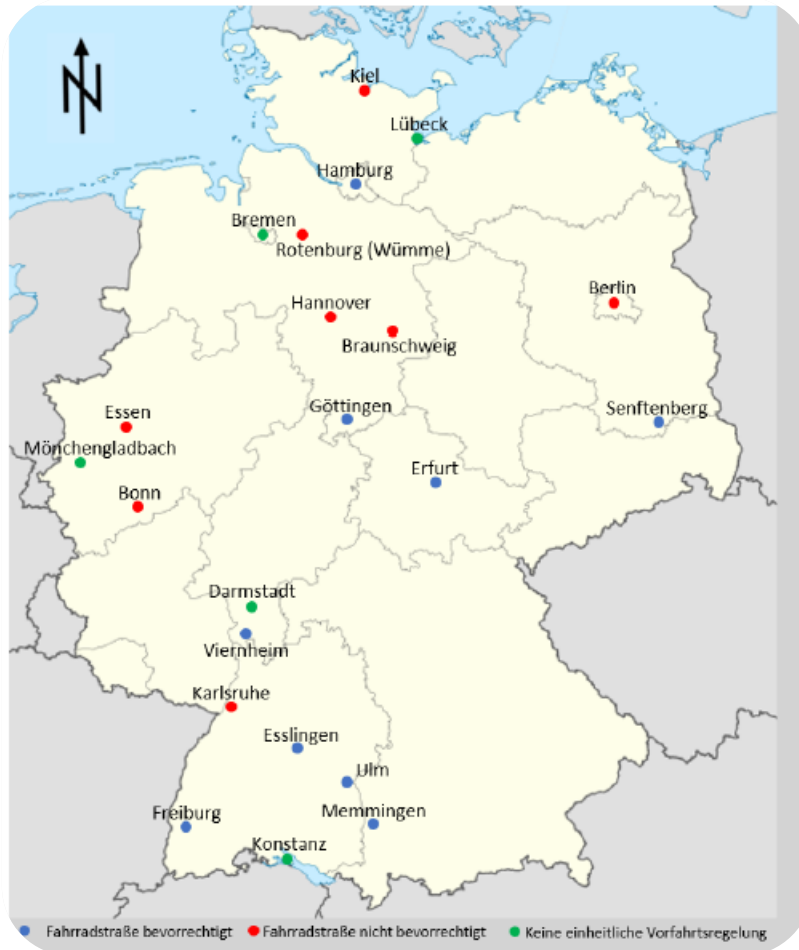 N
Kiel
Lübeck
Hamburg
Bremen
Rotenburg (Wümme)
Berlin
Hannover
Braunschweig
Göttingen
Senftenberg
Essen
Mönchengladbach
Erfurt
Bonn
Darmstadt
Viernheim
Karlsruhe
Esslingen
Ulm
Freiburg
Memmingen
Konstanz
Fahrradstraße bevorrechtigt Fahrradstraße nicht bevorrechtigt Keine einheitliche Vorfahrtsregelung